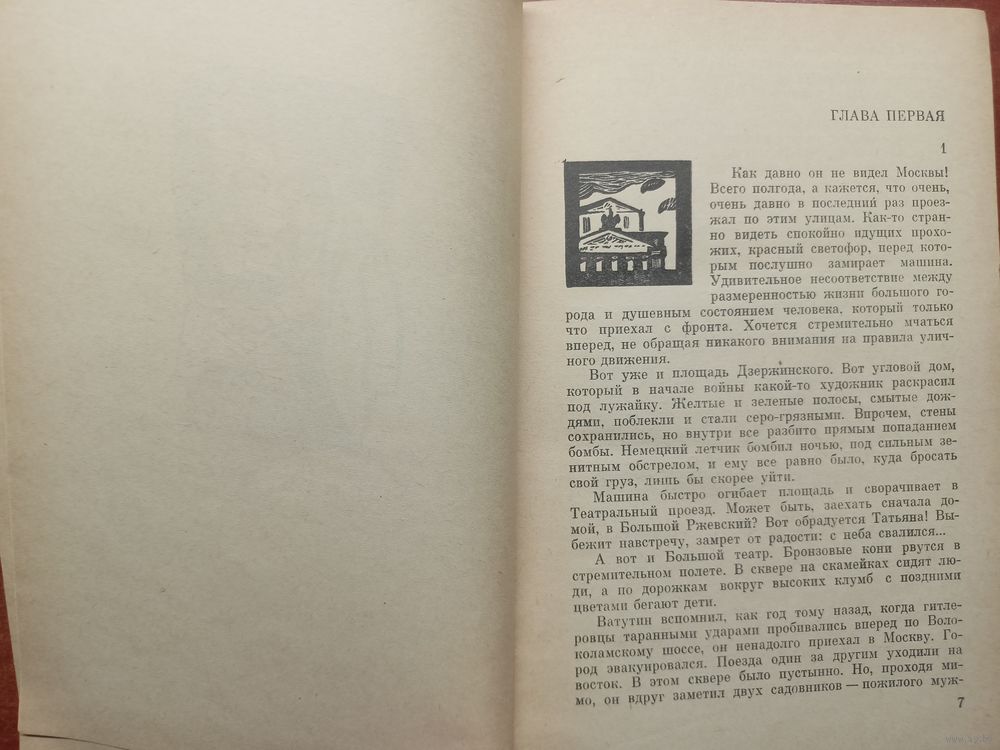 ГЛАВА ПЕРВАЯ
1
Как давно он не видел Москвы!
Всего полгода, а кажется, что очень,
очень давно в последний раз проез-
жал по этим улицам. Как-то стран-
но видеть спокойно идущих прохо-
жих, красный светофор, перед кото-
рым послушно замирает машина.
Удивительное несоответствие между
размеренностью жизни большого го-
рода и душевным состоянием человека, который только
что приехал с фронта. Хочется стремительно мчаться
вперед, не обращая никакого внимания на правила улич-
ного движения.
Вот уже и площадь Дзержинского. Вот угловой дом,
который в начале войны какой-то художник раскрасил
под лужайку. Желтые и зеленые полосы, смытые дож-
дями, поблекли и стали серо-грязными. Впрочем, стены
сохранились, но внутри все разбито прямым попаданием
бомбы. Немецкий летчик бомбил ночью, под сильным зе-
нитным обстрелом, и ему все равно было, куда бросать
свой груз, лишь бы скорее уйти.
Машина быстро огибает площадь и сворачивает в
Театральный проезд. Может быть, заехать сначала до-
мой, в Большой Ржевский? Вот обрадуется Татьяна! Вы-
бежит навстречу, замрет от радости: с неба свалился...
А вот и Большой театр. Бронзовые кони рвутся в
стремительном полете. В сквере на скамейках сидят лю-
ди, а по дорожкам вокруг высоких клумб с поздними
цветами бегают дети.
Ватутин вспомнил, как год тому назад, когда гитле-
ровцы таранными ударами пробивались вперед по Воло-
коламскому шоссе, он ненадолго приехал в Москву. Го-
род эвакуировался. Поезда один за другим уходили на
восток. В этом сквере было пустынно. Но, проходя ми-
мо, он вдруг заметил двух садовников — пожилого муж-
7